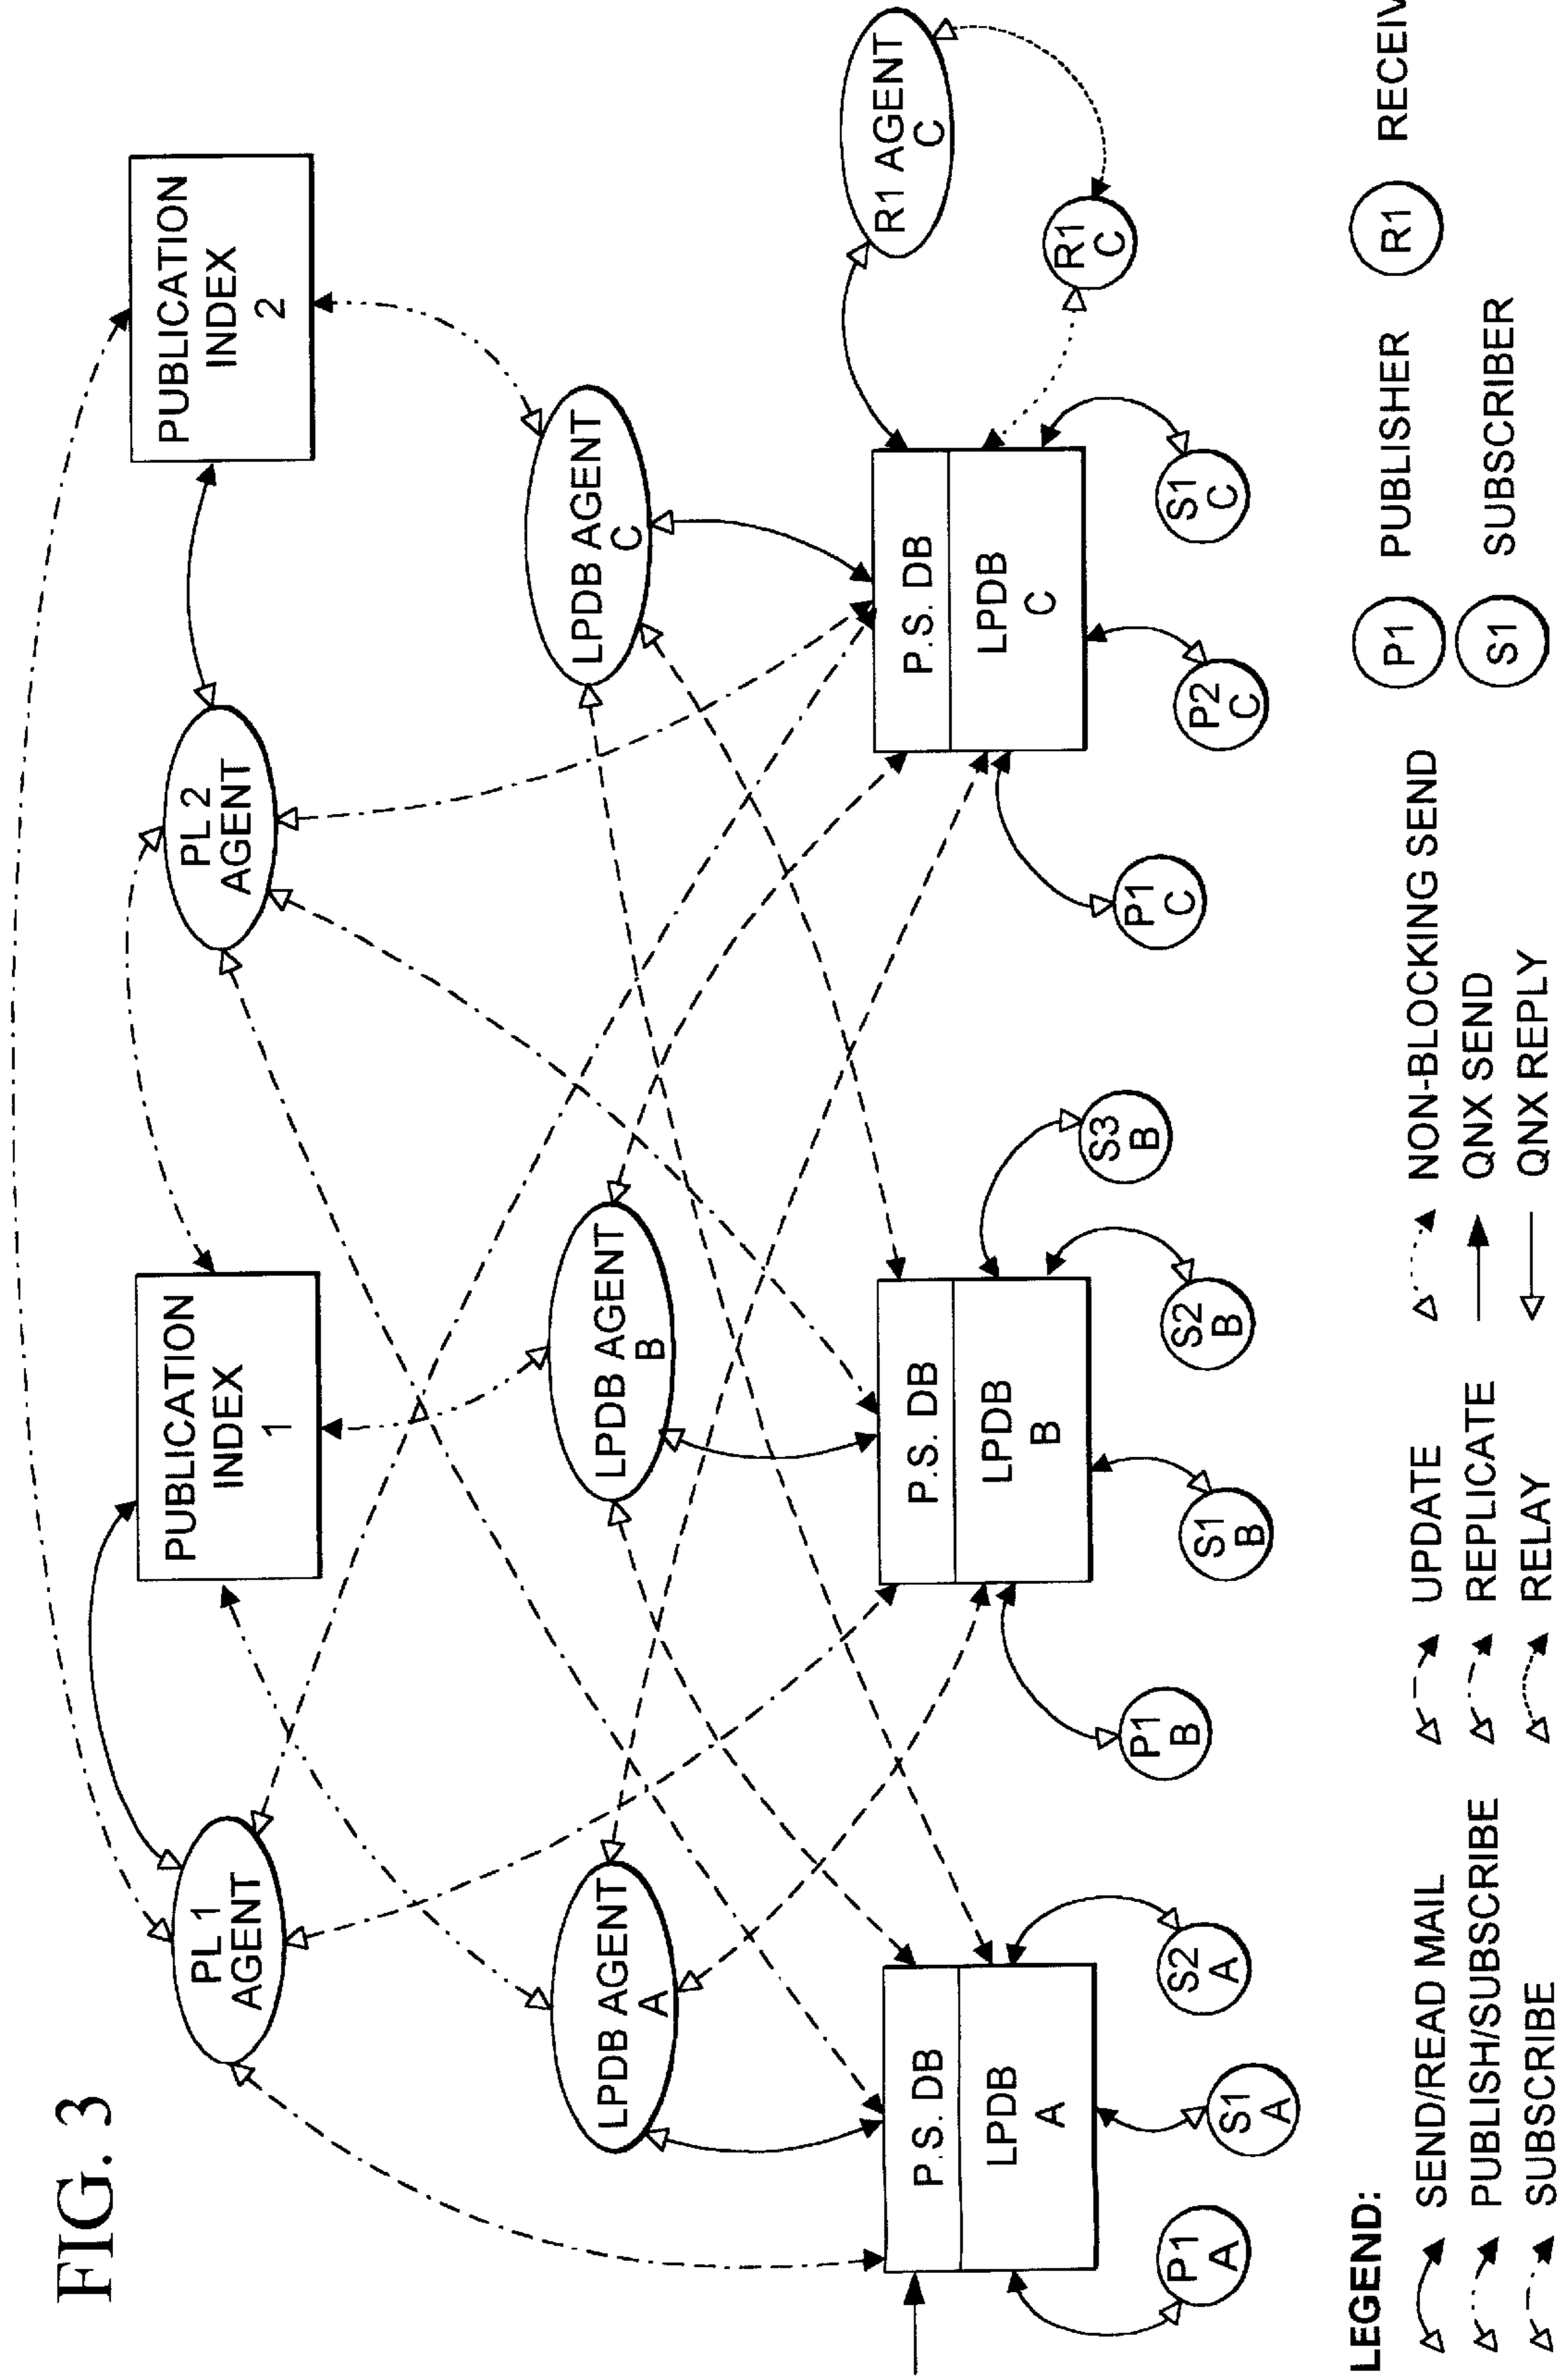 FIG. 3
PL 1
AGENT
PUBLICATION
INDEX
1
PL 2
AGENT
PUBLICATION
INDEX
2
LPDB AGENT
A
LPDB AGENT
B
LPDB AGENT
C
R1 AGENT
C
P.S. DB
LPDB
A
P.S. DB
LPDB
B
P.S. DB
LPDB
C
R1
C
P1
A
S1
A
S2
A
P1
B
S1
B
S2
B
S3
B
P1
C
P2
C
S1
C
LEGEND:
SEND/READ MAIL
PUBLISH/SUBSCRIBE
SUBSCRIBE
UPDATE
REPLICATE
RELAY
NON-BLOCKING SEND
QNX SEND
QNX REPLY
P1 PUBLISHER
S1 SUBSCRIBER
R1